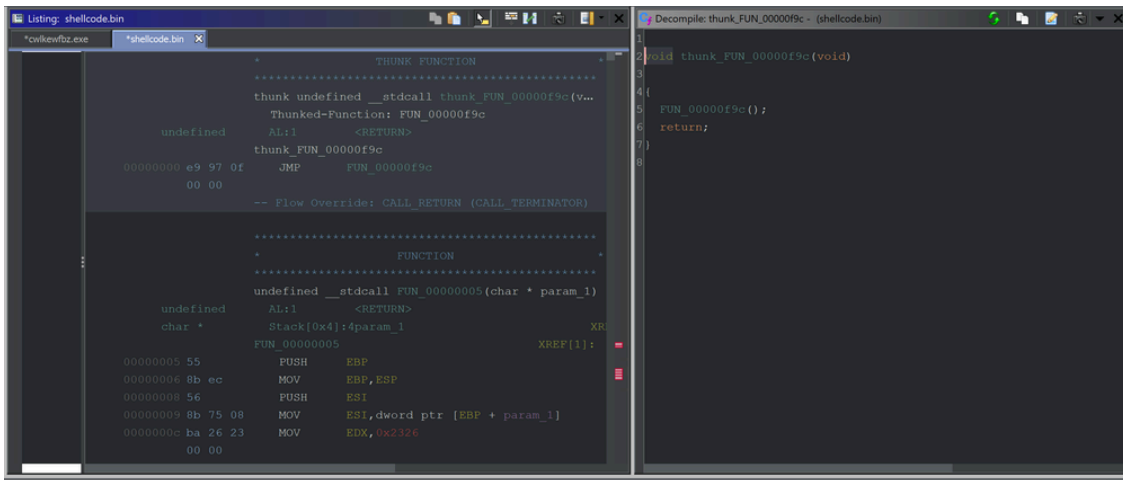 Listing: shellcode.bin
*cwlkewfbz.exe
*shellcode.bin
* THUNK FUNCTION *
************************************************
thunk undefined __stdcall thunk_FUN_00000f9c(v...
Thunked-Function: FUN_00000f9c
undefined AL:1 <RETURN>
thunk_FUN_00000f9c
00000000 e9 97 0f JMP FUN_00000f9c
00 00
-- Flow Override: CALL_RETURN (CALL_TERMINATOR)
************************************************
* FUNCTION *
************************************************
undefined __stdcall FUN_00000005(char * param_1)
undefined AL:1 <RETURN>
char * Stack[0x4]:4 param_1 XR
FUN_00000005 XREF[1]:
00000005 55 PUSH EBP
00000006 8b ec MOV EBP,ESP
00000008 56 PUSH ESI
00000009 8b 75 08 MOV ESI,dword ptr [EBP + param_1]
0000000c ba 26 23 MOV EDX,0x2326
00 00
Decompile: thunk_FUN_00000f9c - (shellcode.bin)
1
2 void thunk_FUN_00000f9c(void)
3
4 {
5 FUN_00000f9c();
6 return;
7 }
8